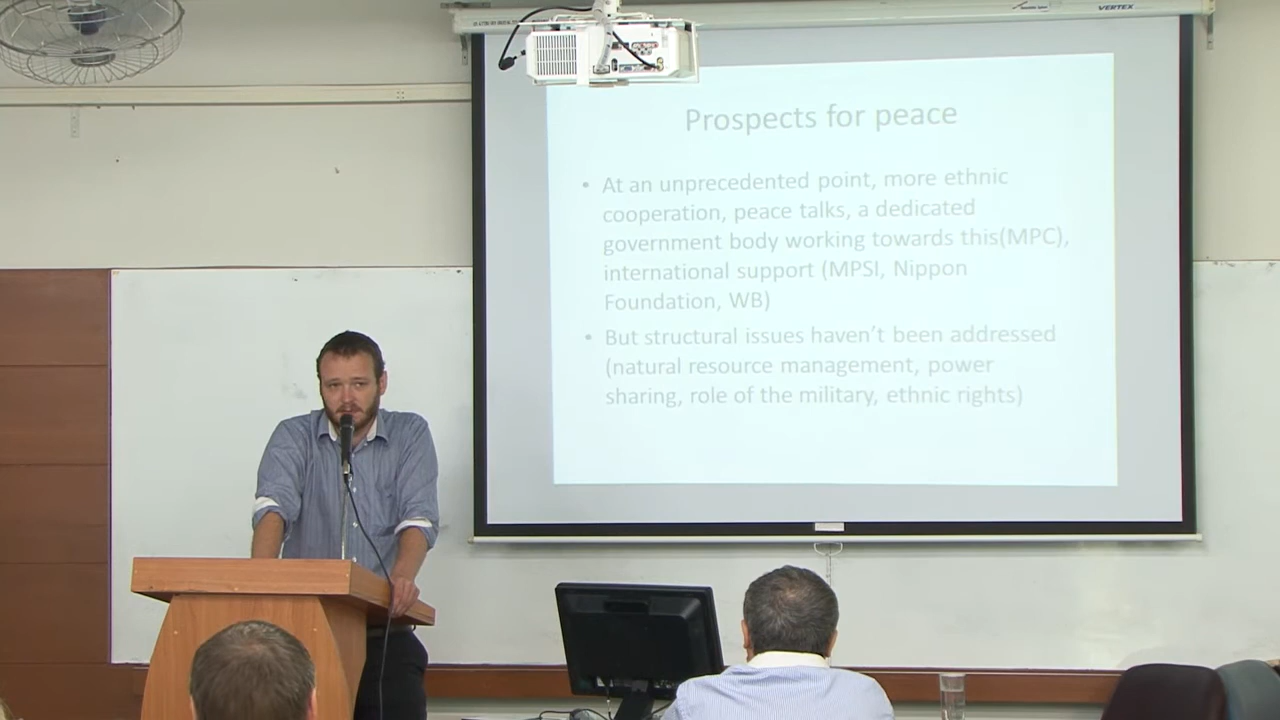 VERTEX
Prospects for peace
• At an unprecedented point, more ethnic
cooperation, peace talks, a dedicated
government body working towards this(MPC),
international support (MPSI, Nippon
Foundation, WB)
• But structural issues haven't been addressed
(natural resource management, power
sharing, role of the military, ethnic rights)